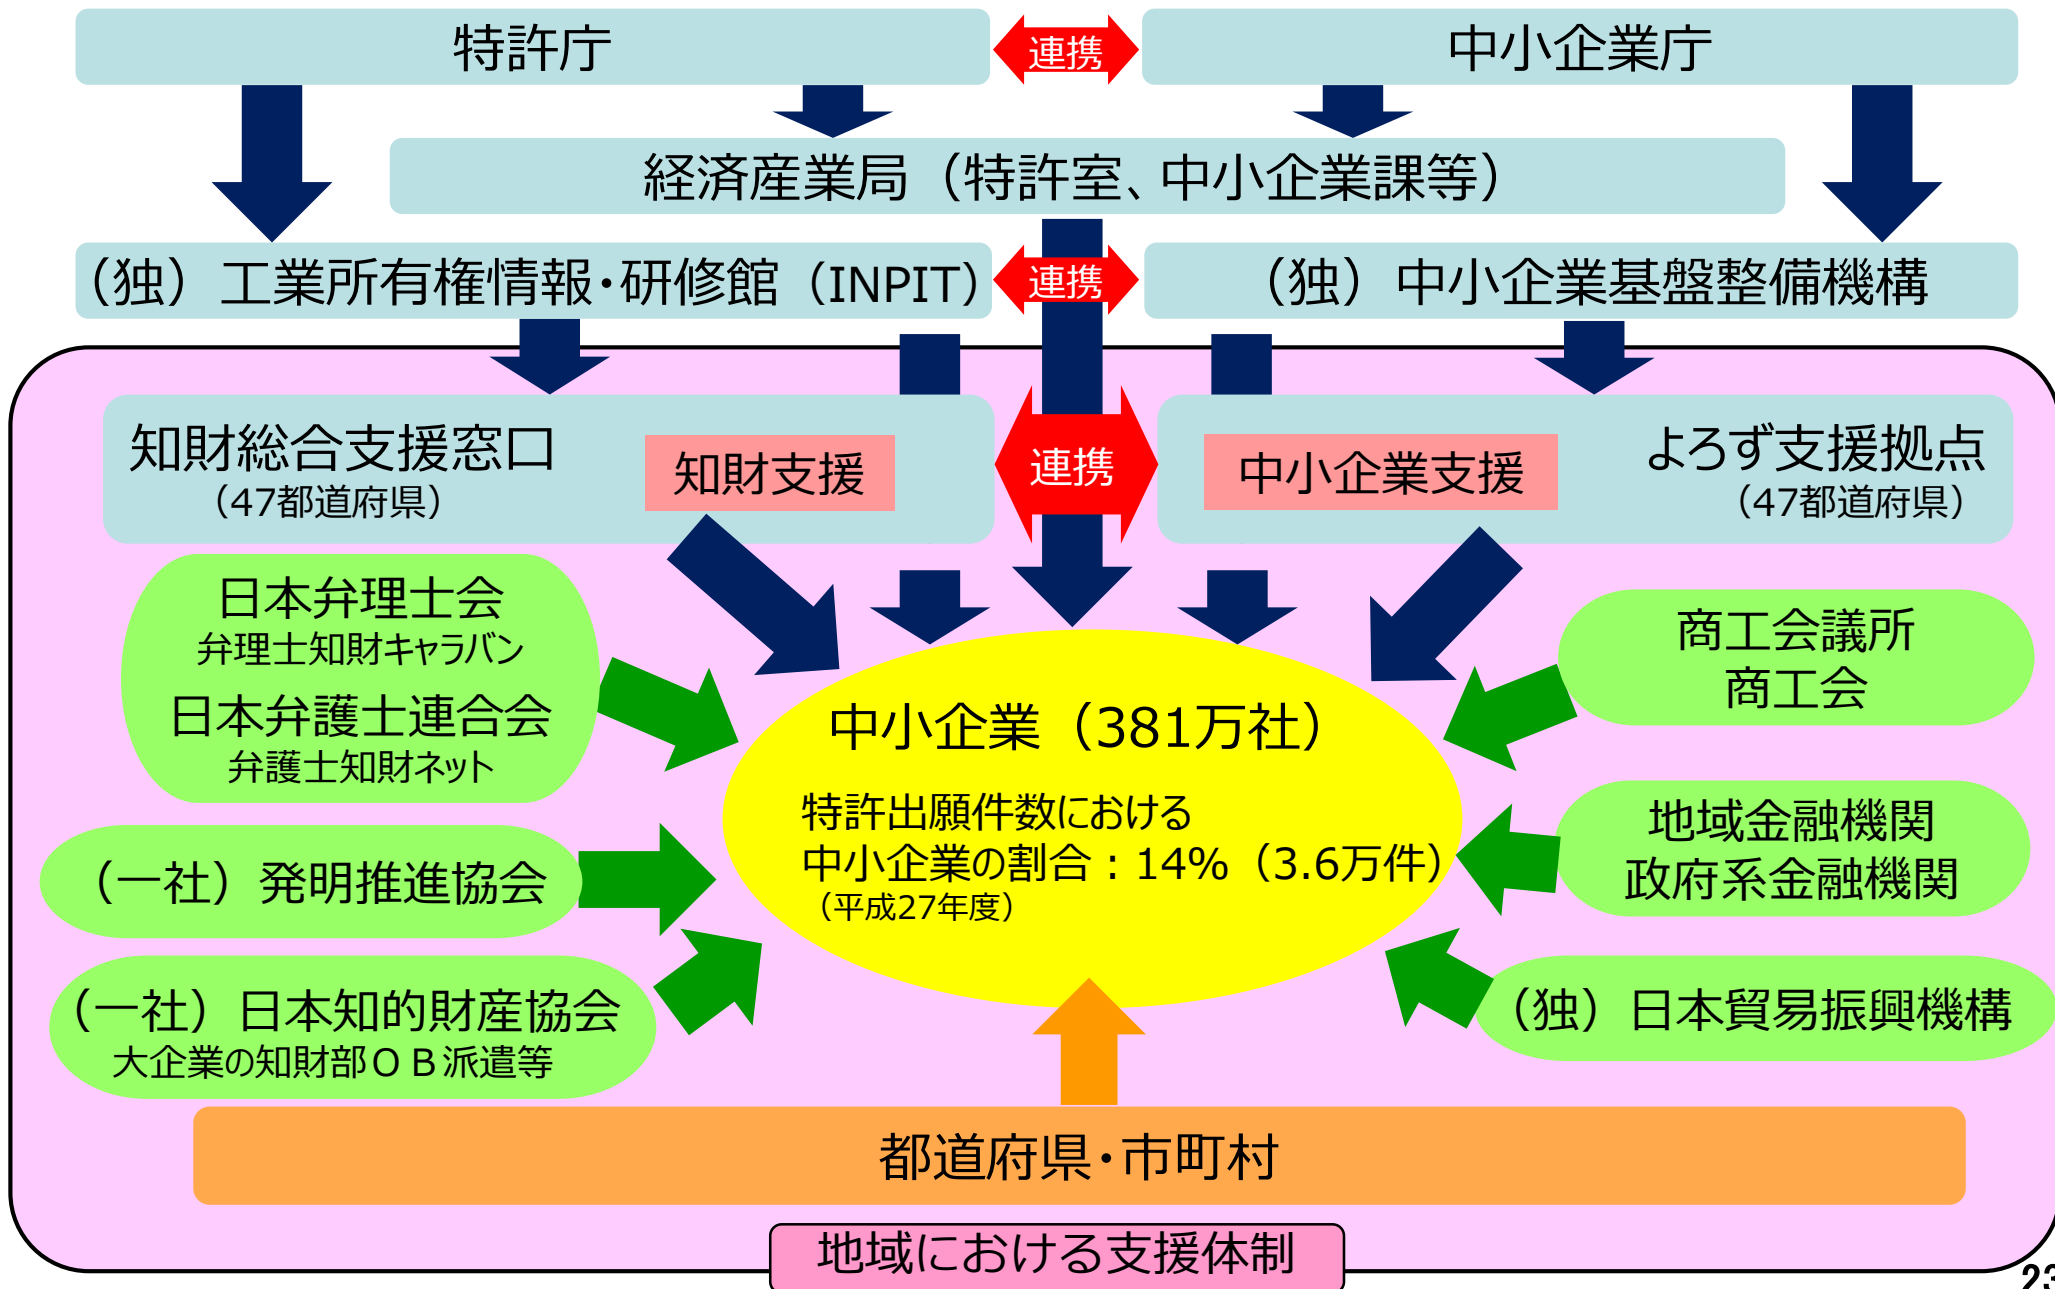 特許庁
連携
中小企業庁
経済産業局（特許室、中小企業課等）
（独）工業所有権情報・研修館（INPIT）
連携
（独）中小企業基盤整備機構
知財総合支援窓口
（47都道府県）
知財支援
連携
中小企業支援
よろず支援拠点
（47都道府県）
日本弁理士会
弁理士知財キャラバン
日本弁護士連合会
弁護士知財ネット
（一社）発明推進協会
（一社）日本知的財産協会
大企業の知財部ＯＢ派遣等
中小企業（381万社）
特許出願件数における
中小企業の割合：14%（3.6万件）
（平成27年度）
商工会議所
商工会
地域金融機関
政府系金融機関
（独）日本貿易振興機構
都道府県・市町村
地域における支援体制
23